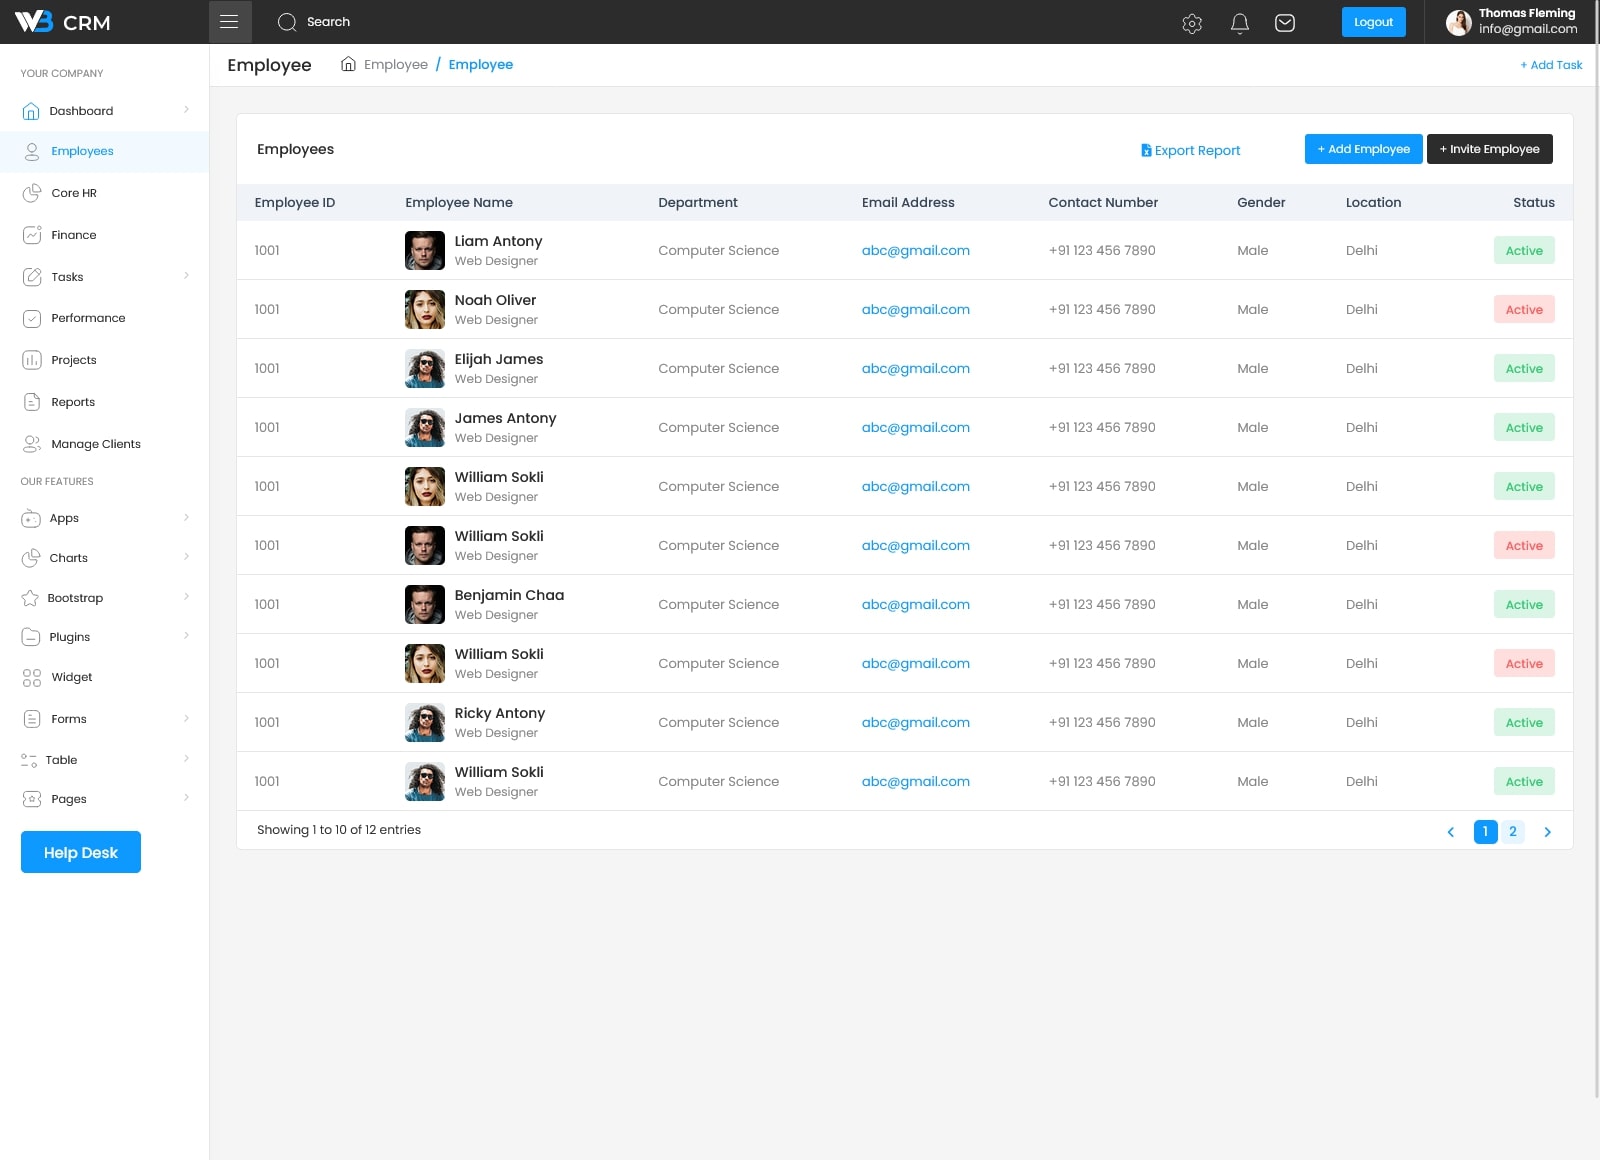 W3 CRM
Search
Logout
Thomas Fleming
info@gmail.com
Employee
Employee / Employee
+ Add Task
YOUR COMPANY
Dashboard
Employees
Core HR
Finance
Tasks
Performance
Projects
Reports
Manage Clients
OUR FEATURES
Apps
Charts
Bootstrap
Plugins
Widget
Forms
Table
Pages
Help Desk
Employees
Export Report
+ Add Employee
+ Invite Employee
Employee ID Employee Name Department Email Address Contact Number Gender Location Status
1001 Liam Antony Web Designer Computer Science abc@gmail.com +91 123 456 7890 Male Delhi Active
1001 Noah Oliver Web Designer Computer Science abc@gmail.com +91 123 456 7890 Male Delhi Active
1001 Elijah James Web Designer Computer Science abc@gmail.com +91 123 456 7890 Male Delhi Active
1001 James Antony Web Designer Computer Science abc@gmail.com +91 123 456 7890 Male Delhi Active
1001 William Sokli Web Designer Computer Science abc@gmail.com +91 123 456 7890 Male Delhi Active
1001 William Sokli Web Designer Computer Science abc@gmail.com +91 123 456 7890 Male Delhi Active
1001 Benjamin Chaa Web Designer Computer Science abc@gmail.com +91 123 456 7890 Male Delhi Active
1001 William Sokli Web Designer Computer Science abc@gmail.com +91 123 456 7890 Male Delhi Active
1001 Ricky Antony Web Designer Computer Science abc@gmail.com +91 123 456 7890 Male Delhi Active
1001 William Sokli Web Designer Computer Science abc@gmail.com +91 123 456 7890 Male Delhi Active
Showing 1 to 10 of 12 entries
1 2